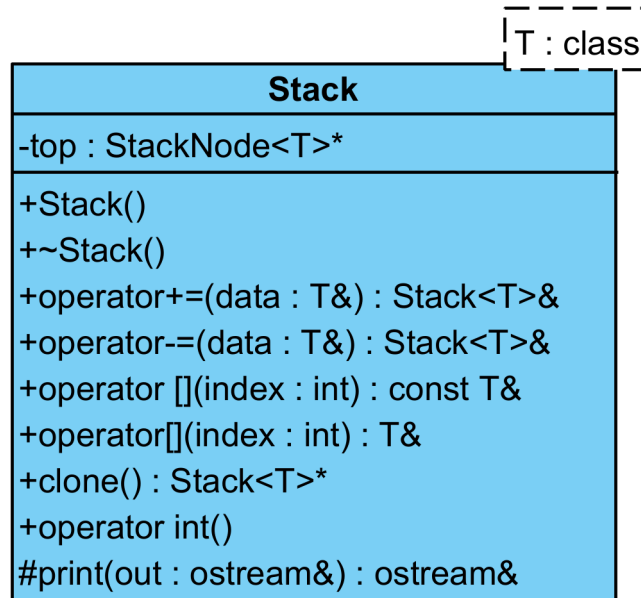 T : class
Stack
-top : StackNode<T>*
+Stack()
+~Stack()
+operator+=(data : T&) : Stack<T>&
+operator-=(data : T&) : Stack<T>&
+operator [](index : int) : const T&
+operator[](index : int) : T&
+clone() : Stack<T>*
+operator int()
#print(out : ostream&) : ostream&